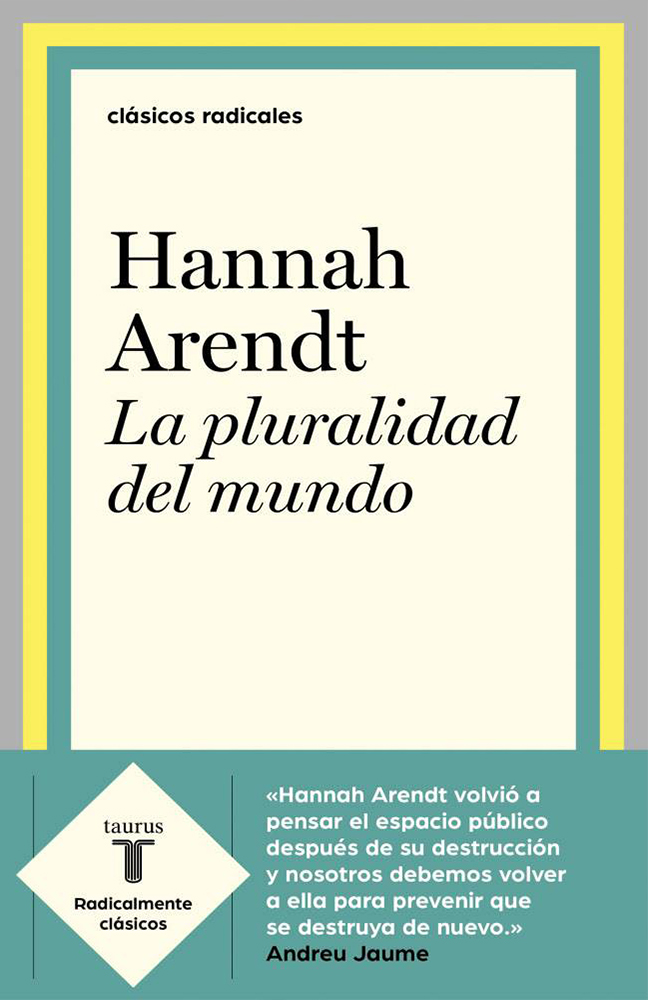 clásicos radicales
Hannah
Arendt
La pluralidad
del mundo
taurus
T
Radicalmente
clásicos
«Hannah Arendt volvió a
pensar el espacio público
después de su destrucción
y nosotros debemos volver
a ella para prevenir que
se destruya de nuevo.»
Andreu Jaume